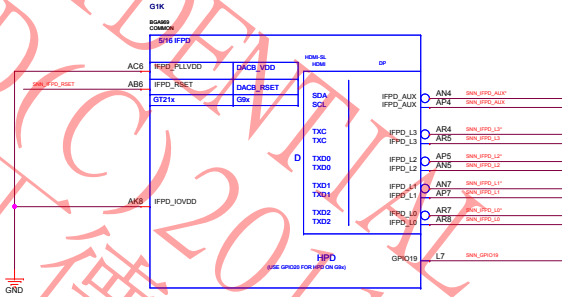 G1K
BGA969
COMMON
5/16 IFPD
HDMI-SL
HDMI
DP
AC6 IFPD_PLLVDD DACB_VDD
AB6 SNN_IFPD_RSET IFPD_RSET DACB_RSET
GT21x G9x
SDA IFPD_AUX AN4 SNN_IFPD_AUX*
SCL IFPD_AUX AP4 SNN_IFPD_AUX
TXC IFPD_L3 AR4 SNN_IFPD_L2*
TXC IFPD_L3 AR5 SNN_IFPD_L3
D
TXD0 IFPD_L2 AP5 SNN_IFPD_L2*
TXD0 IFPD_L2 AN5 SNN_IFPD_L2
TXD1 IFPD_L1 AN7 SNN_IFPD_L1*
TXD1 IFPD_L1 AP7 SNN_IFPD_L1
AK8 IFPD_IOVDD
TXD2 IFPD_L0 AR7 SNN_IFPD_L0*
TXD2 IFPD_L0 AR8 SNN_IFPD_L0
HPD
(USE GPIO20 FOR HPD ON G9x)
GPIO19 L7 SNN_GPIO19
GND